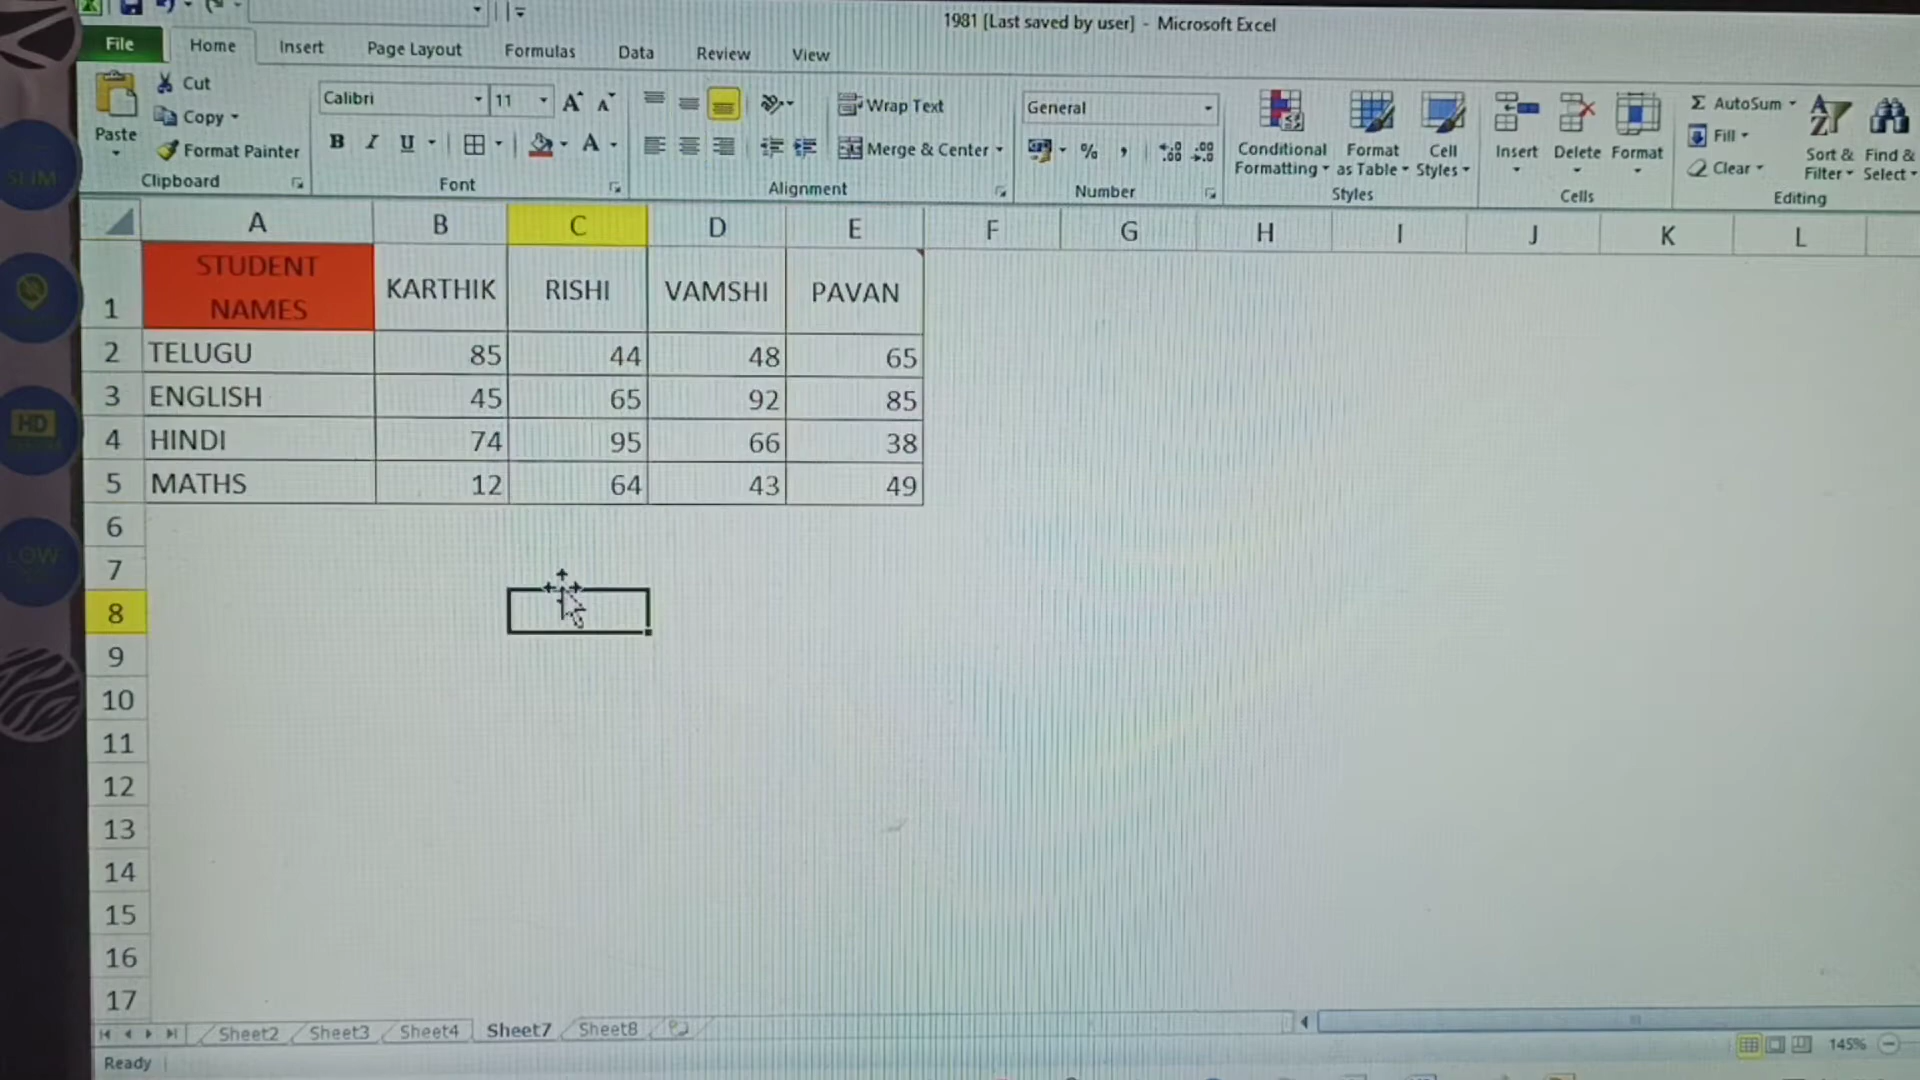 1981 [Last saved by user] - Microsoft Excel
File Home Insert Page Layout Formulas Data Review View
Paste
Cut
Copy
Format Painter
Clipboard
Calibri 11
B I U
Font
Wrap Text
Merge & Center
Alignment
General
%
Number
Conditional Formatting
Format as Table
Cell Styles
Styles
Insert Delete Format
Cells
Σ AutoSum
Fill
Clear
Sort & Filter
Find & Select
Editing
A B C D E F G H I J K L
1 STUDENT NAMES KARTHIK RISHI VAMSHI PAVAN
2 TELUGU 85 44 48 65
3 ENGLISH 45 65 92 85
4 HINDI 74 95 66 38
5 MATHS 12 64 43 49
6
7
8
9
10
11
12
13
14
15
16
17
Sheet2 Sheet3 Sheet4 Sheet7 Sheet8
Ready
145%
SLIM
HD
LOW